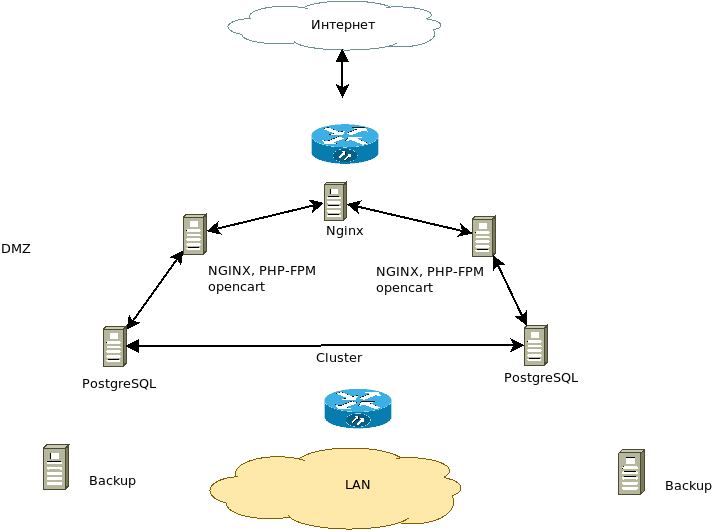 Интернет
Nginx
DMZ
NGINX, PHP-FPM
opencart
NGINX, PHP-FPM
opencart
Cluster
PostgreSQL
PostgreSQL
Backup
LAN
Backup